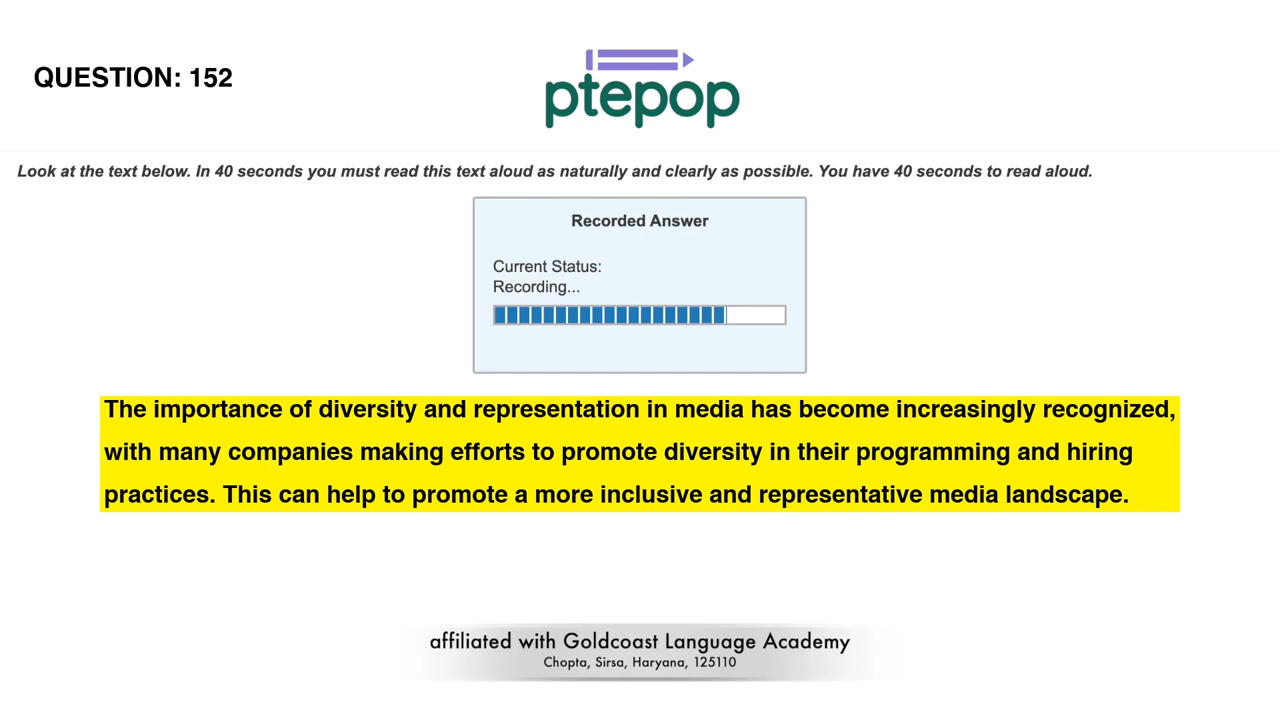 QUESTION: 152
ptepop
Look at the text below. In 40 seconds you must read this text aloud as naturally and clearly as possible. You have 40 seconds to read aloud.
Recorded Answer
Current Status:
Recording...
The importance of diversity and representation in media has become increasingly recognized,
with many companies making efforts to promote diversity in their programming and hiring
practices. This can help to promote a more inclusive and representative media landscape.
affiliated with Goldcoast Language Academy
Chopta, Sirsa, Haryana, 125110